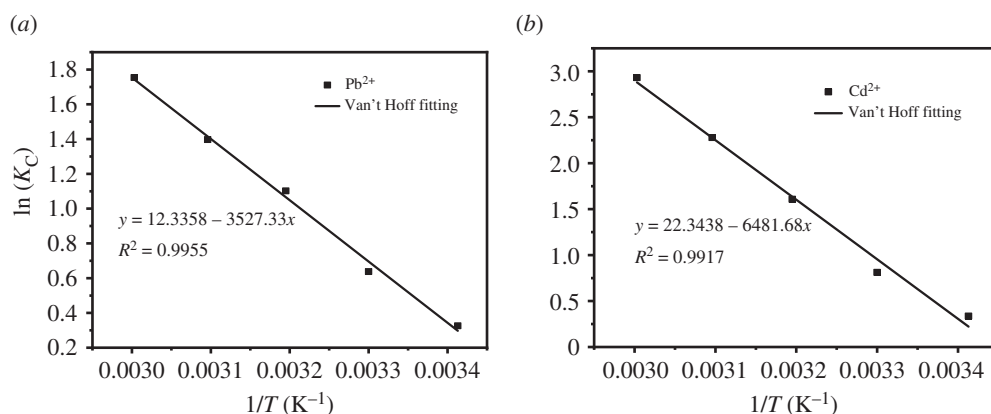 (a)
ln (K_C)
1.8
1.6
1.4
1.2
1.0
0.8
0.6
0.4
0.2
Pb²⁺
Van't Hoff fitting
y = 12.3358 – 3527.33x
R² = 0.9955
0.0030 0.0031 0.0032 0.0033 0.0034
1/T (K⁻¹)
(b)
3.0
2.5
2.0
1.5
1.0
0.5
0
Cd²⁺
Van't Hoff fitting
y = 22.3438 – 6481.68x
R² = 0.9917
0.0030 0.0031 0.0032 0.0033 0.0034
1/T (K⁻¹)